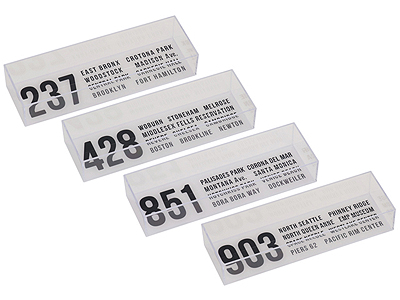 237
EAST BRONX CROTONA PARK
WOODSTOCK MADISON Ave.
BROOKLYN FORT HAMILTON
428
WOBURN STONEHAM MELROSE
MIDDLESEX FELLS RESERVATION
BOSTON BROOKLINE NEWTON
851
PALISADES PARK CORONA DEL MAR
MONTANA Ave. SANTA MONICA
BORA BORA WAY DOCKWEILER
903
NORTH SEATTLE PHINNEY RIDGE
NORTH QUEEN ANNE EMP MUSEUM
PIERS 62 PACIFIC RIM CENTER